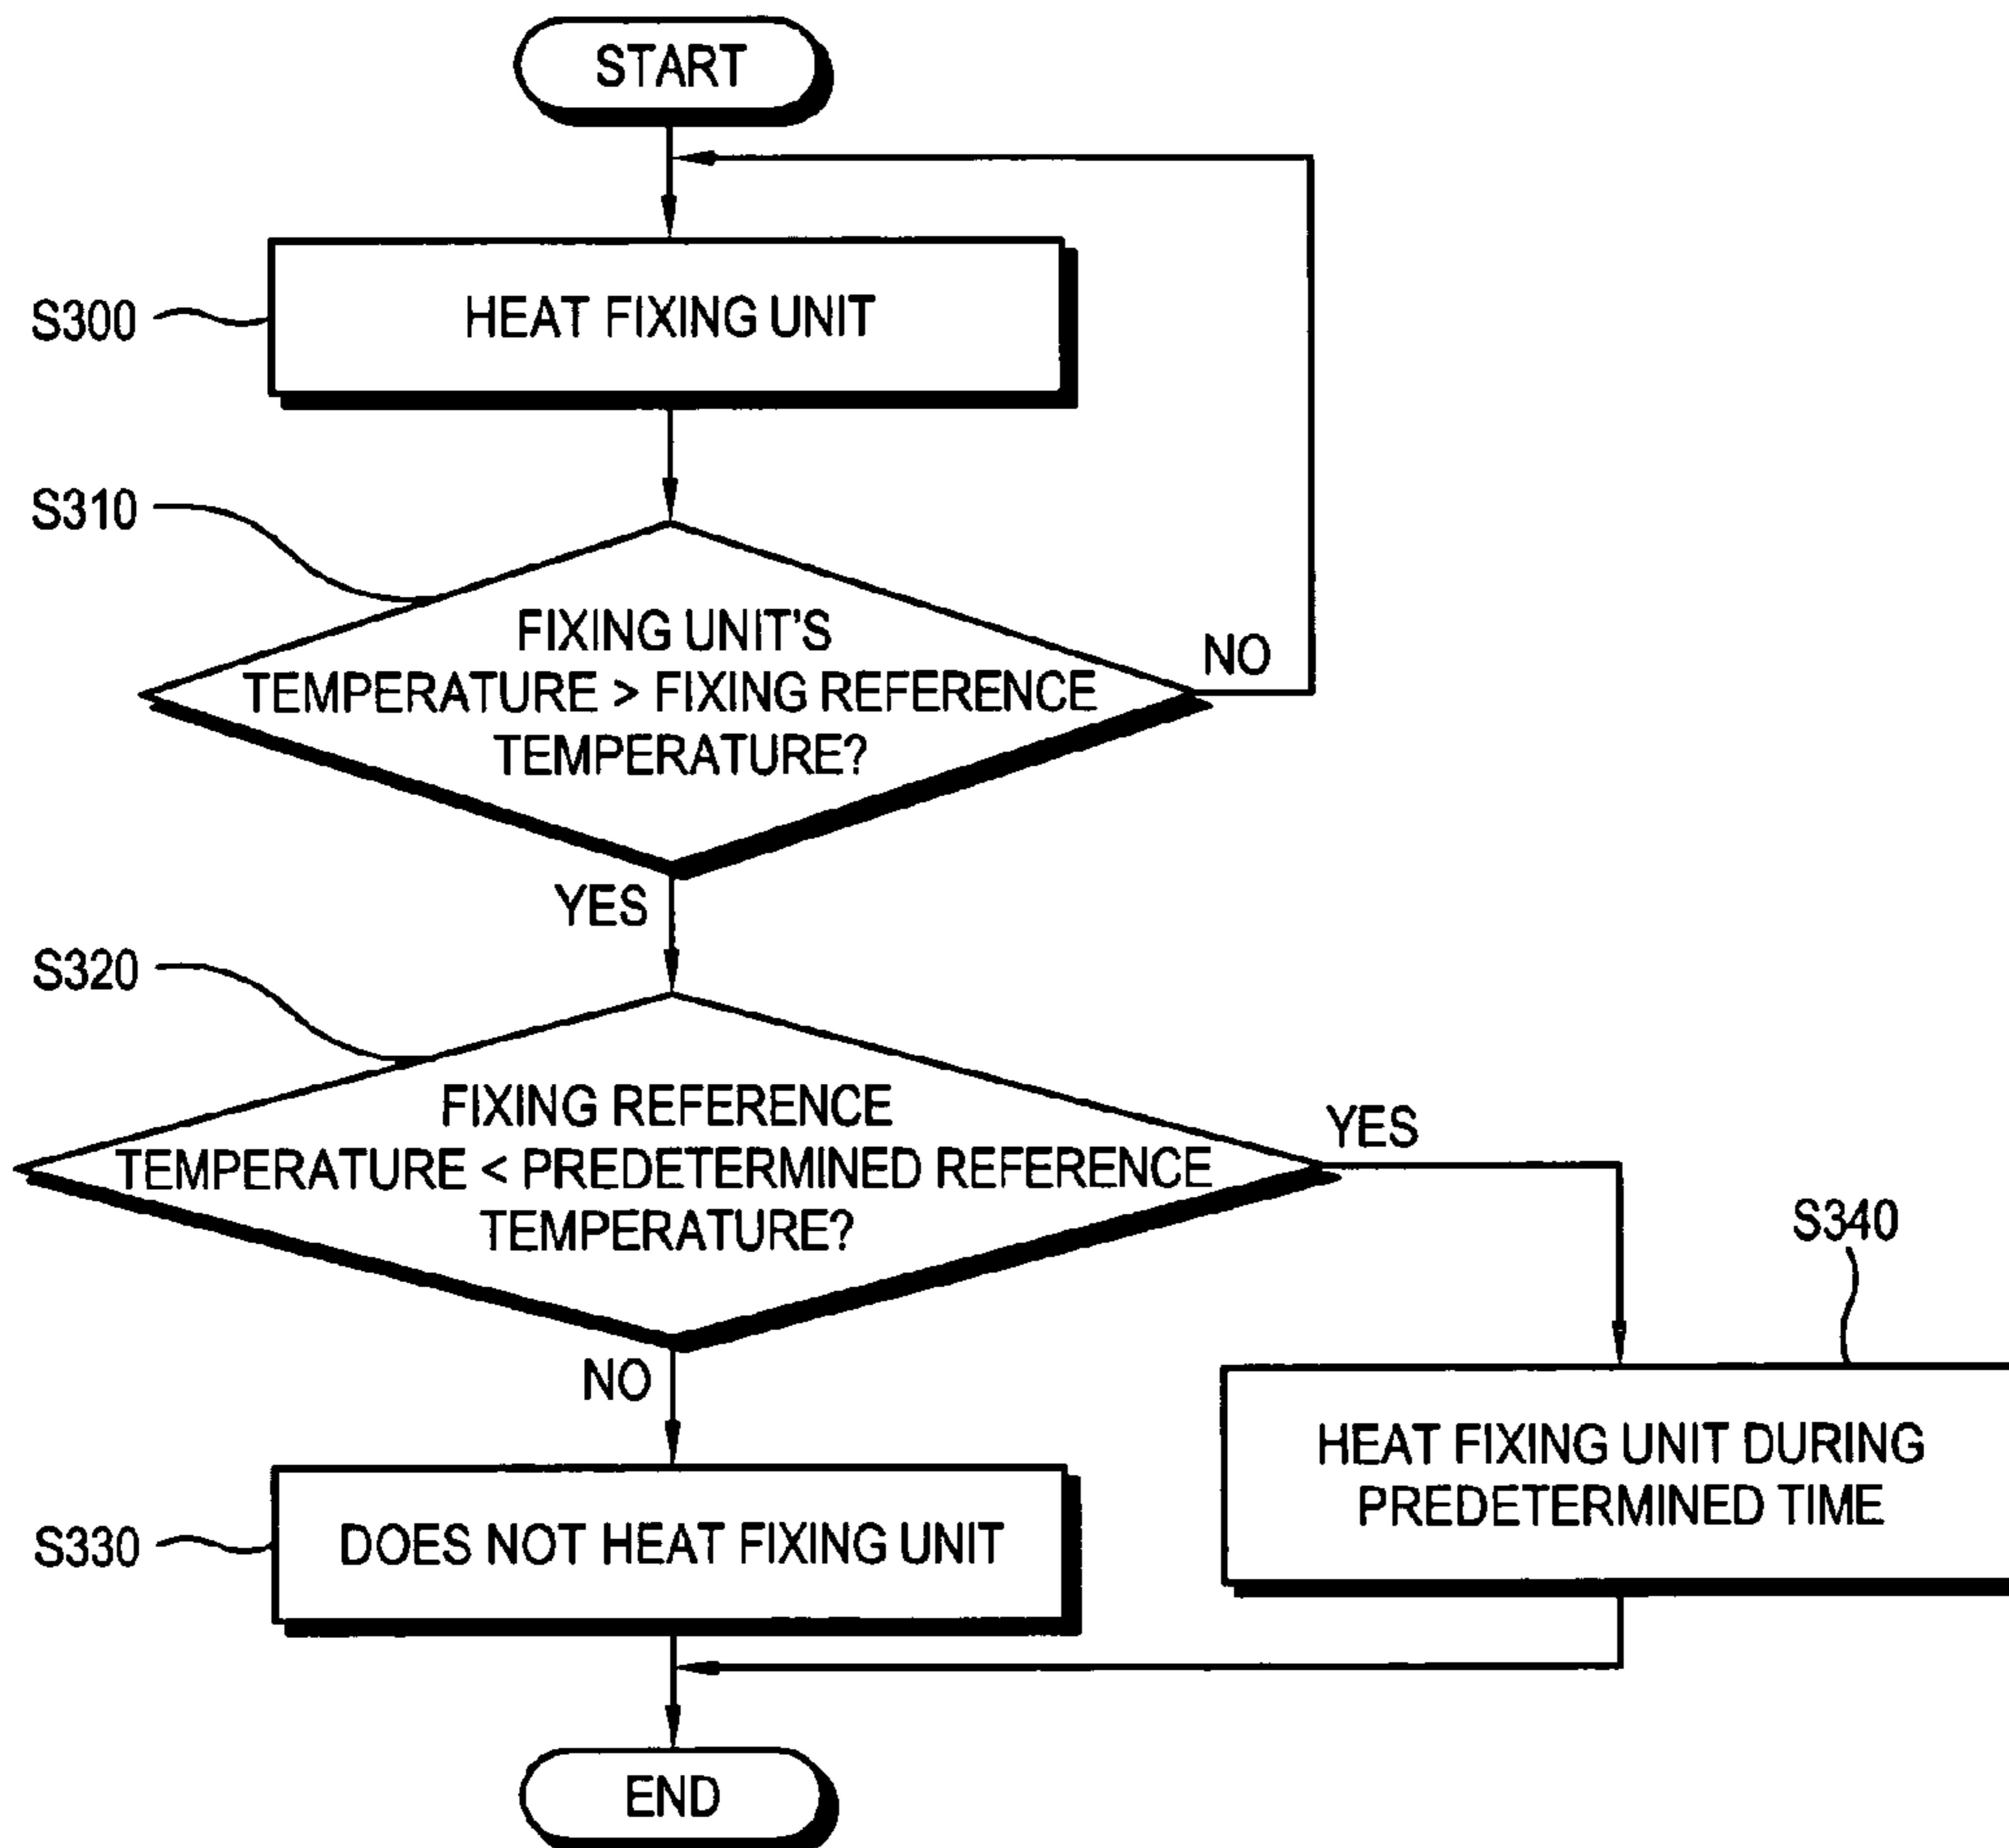 START
S300
HEAT FIXING UNIT
S310
FIXING UNIT'S
TEMPERATURE > FIXING REFERENCE
TEMPERATURE?
NO
YES
S320
FIXING REFERENCE
TEMPERATURE < PREDETERMINED REFERENCE
TEMPERATURE?
YES
S340
NO
HEAT FIXING UNIT DURING
PREDETERMINED TIME
S330
DOES NOT HEAT FIXING UNIT
END